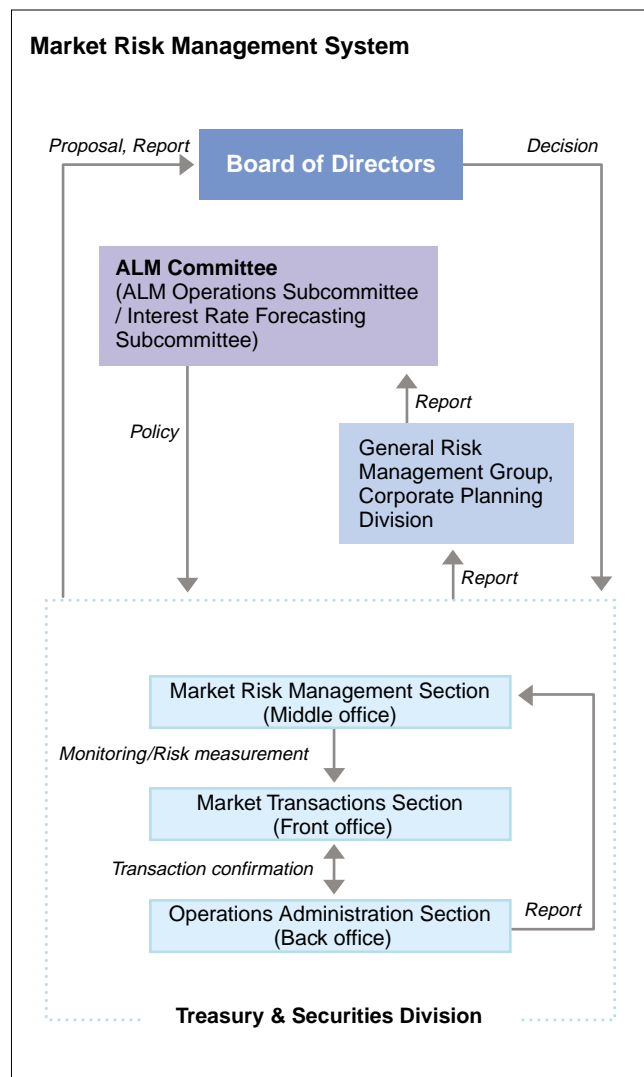 Market Risk Management System
Proposal, Report
Board of Directors
Decision
ALM Committee
(ALM Operations Subcommittee
/ Interest Rate Forecasting
Subcommittee)
Report
Policy
General Risk
Management Group,
Corporate Planning
Division
Report
Market Risk Management Section
(Middle office)
Monitoring/Risk measurement
Market Transactions Section
(Front office)
Transaction confirmation
Operations Administration Section
(Back office)
Report
Treasury & Securities Division